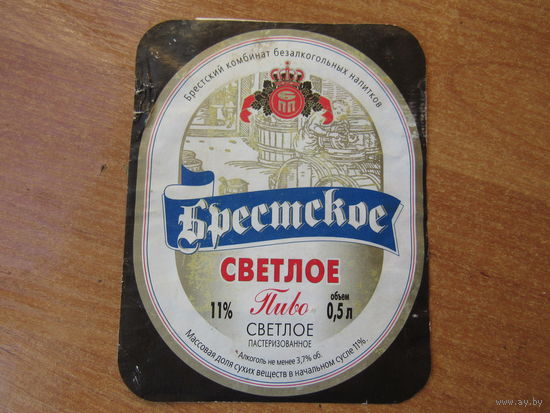 Брестский комбинат безалкогольных напитков
Брестское
СВЕТЛОЕ
Пиво
11%
объем
0,5 л
СВЕТЛОЕ
ПАСТЕРИЗОВАННОЕ
Алкоголь не менее 3,7% об.
Массовая доля сухих веществ в начальном сусле 11%.
www.ay.by